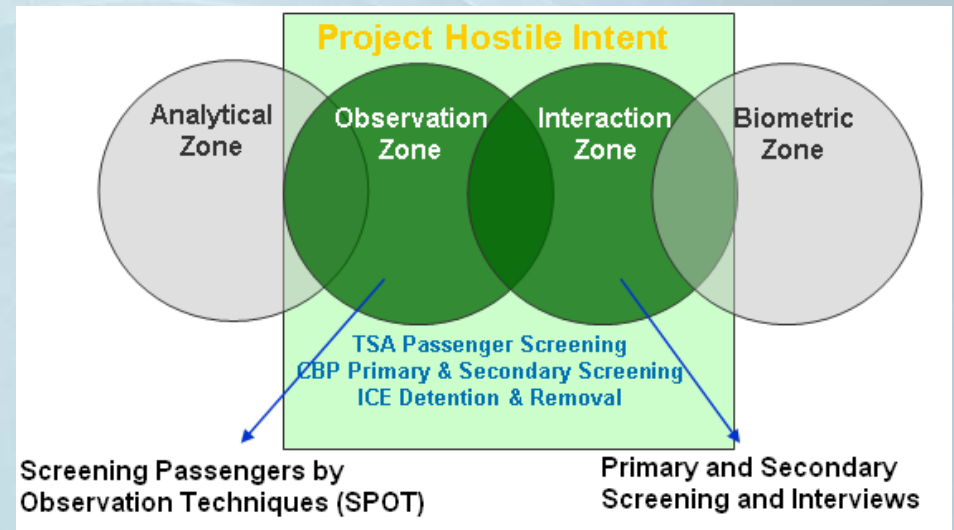 Project Hostile Intent
Analytical
Zone
Observation
Zone
Interaction
Zone
Biometric
Zone
TSA Passenger Screening
CBP Primary & Secondary Screening
ICE Detention & Removal
Screening Passengers by
Observation Techniques (SPOT)
Primary and Secondary
Screening and Interviews